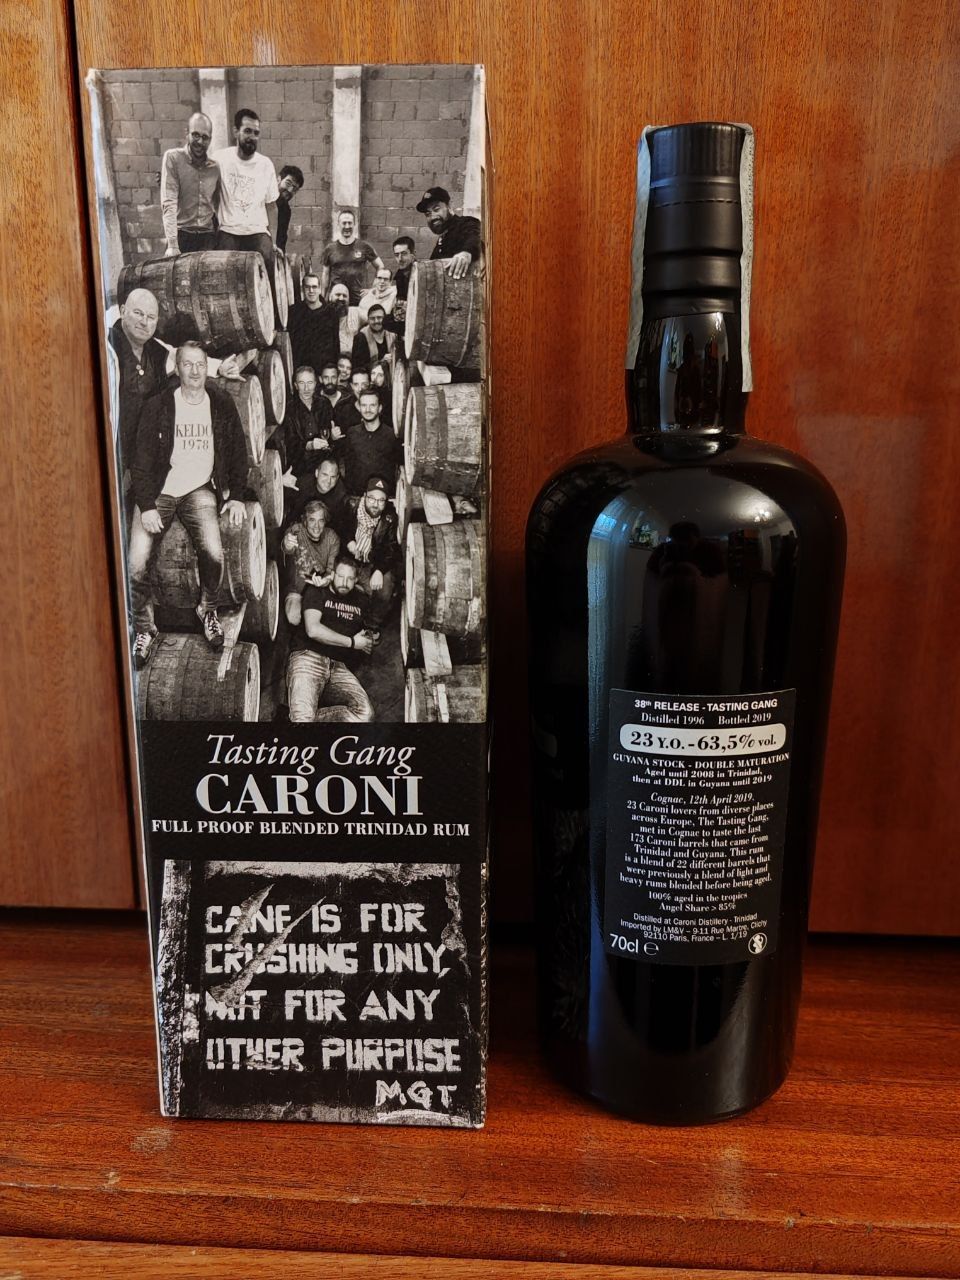 KELDO
1978
BLAIRMONT
1982
Tasting Gang
CARONI
FULL PROOF BLENDED TRINIDAD RUM
CANE IS FOR
CRUSHING ONLY,
NOT FOR ANY
OTHER PURPOSE
MGT
38th RELEASE - TASTING GANG
Distilled 1996 Bottled 2019
23 Y.O. - 63,5% vol.
GUYANA STOCK - DOUBLE MATURATION
Aged until 2008 in Trinidad,
then at DDL in Guyana until 2019
Cognac, 12th April 2019.
23 Caroni lovers from diverse places
across Europe, The Tasting Gang,
met in Cognac to taste the last
173 Caroni barrels that came from
Trinidad and Guyana. This rum
is a blend of 22 different barrels that
were previously a blend of light and
heavy rums blended before being aged.
100% aged in the tropics
Angel Share > 85%
Distilled at Caroni Distillery - Trinidad
Imported by LM&V – 9-11 Rue Martre, Clichy
92110 Paris, France – L. 1/19
70cl e